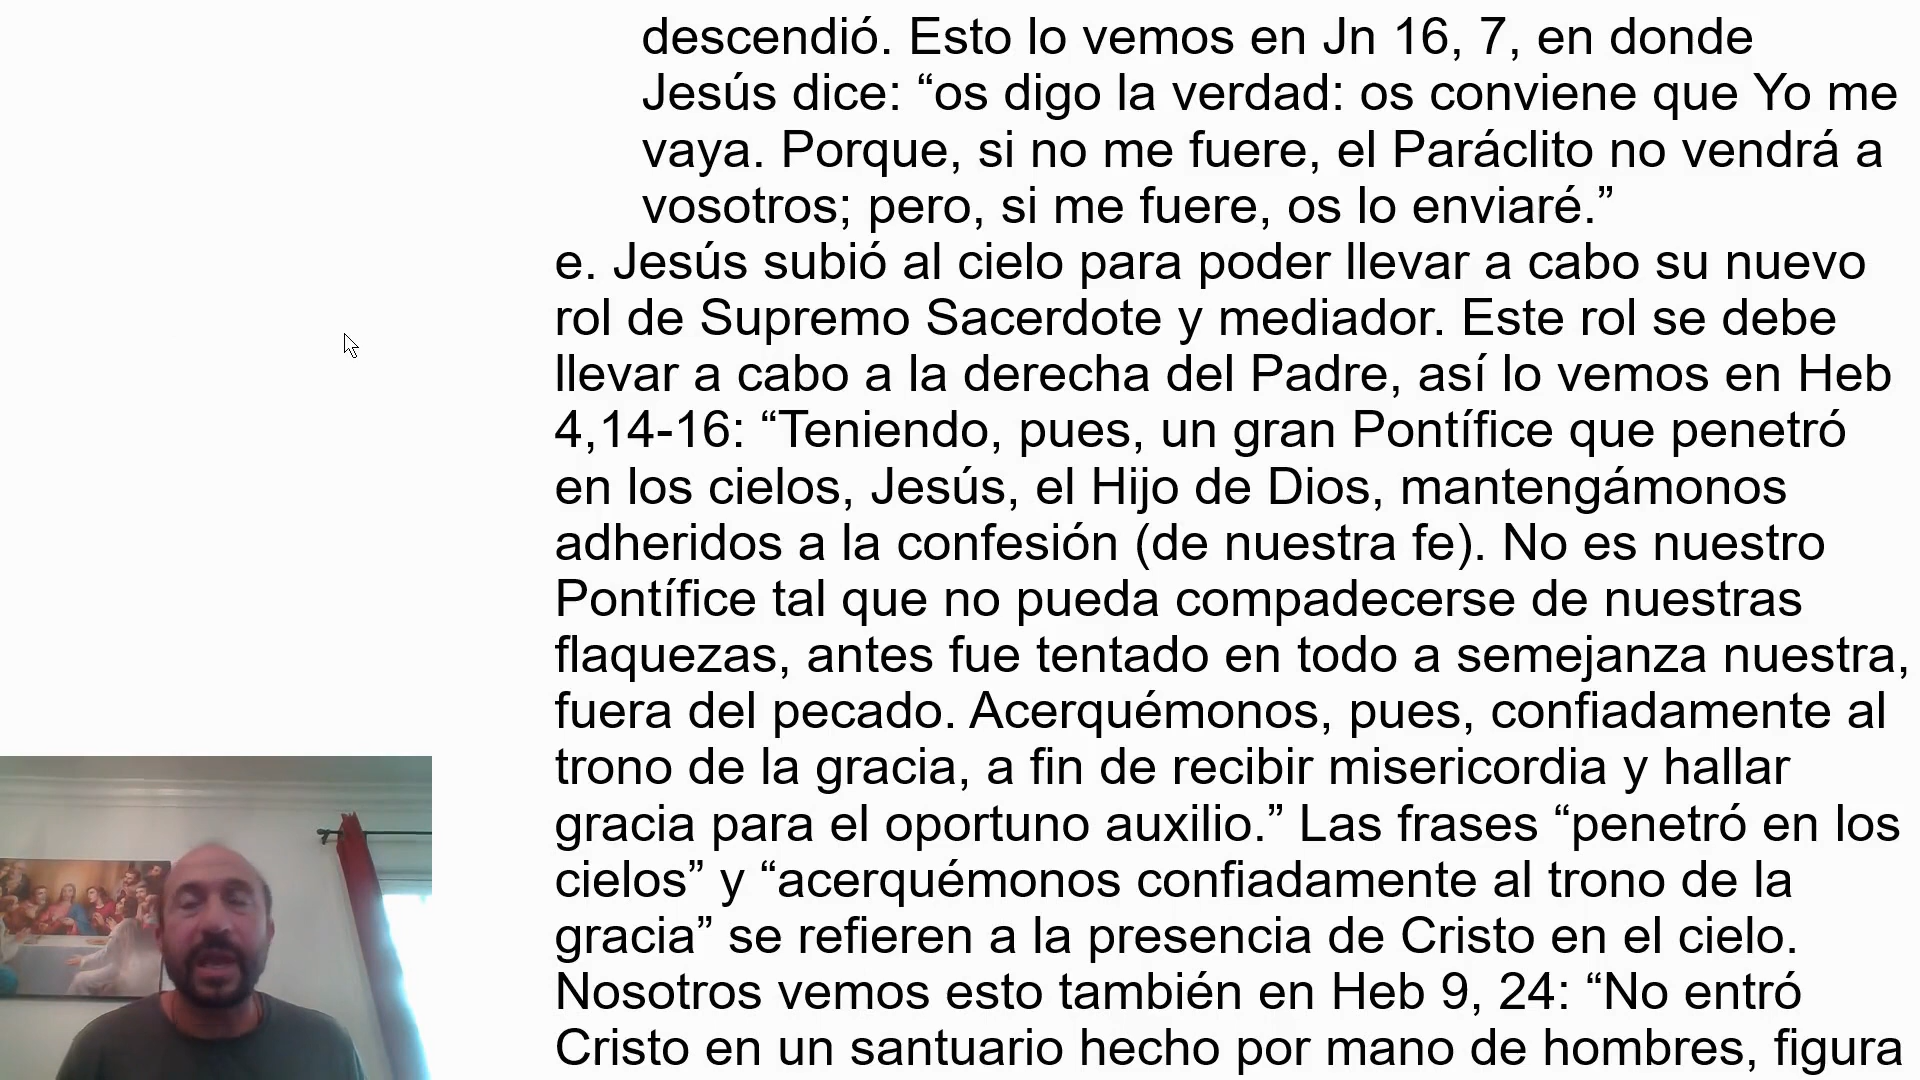 descendió. Esto lo vemos en Jn 16, 7, en donde
Jesús dice: “os digo la verdad: os conviene que Yo me
vaya. Porque, si no me fuere, el Paráclito no vendrá a
vosotros; pero, si me fuere, os lo enviaré.”
e. Jesús subió al cielo para poder llevar a cabo su nuevo
rol de Supremo Sacerdote y mediador. Este rol se debe
llevar a cabo a la derecha del Padre, así lo vemos en Heb
4,14-16: “Teniendo, pues, un gran Pontífice que penetró
en los cielos, Jesús, el Hijo de Dios, mantengámonos
adheridos a la confesión (de nuestra fe). No es nuestro
Pontífice tal que no pueda compadecerse de nuestras
flaquezas, antes fue tentado en todo a semejanza nuestra,
fuera del pecado. Acerquémonos, pues, confiadamente al
trono de la gracia, a fin de recibir misericordia y hallar
gracia para el oportuno auxilio.” Las frases “penetró en los
cielos” y “acerquémonos confiadamente al trono de la
gracia” se refieren a la presencia de Cristo en el cielo.
Nosotros vemos esto también en Heb 9, 24: “No entró
Cristo en un santuario hecho por mano de hombres, figura